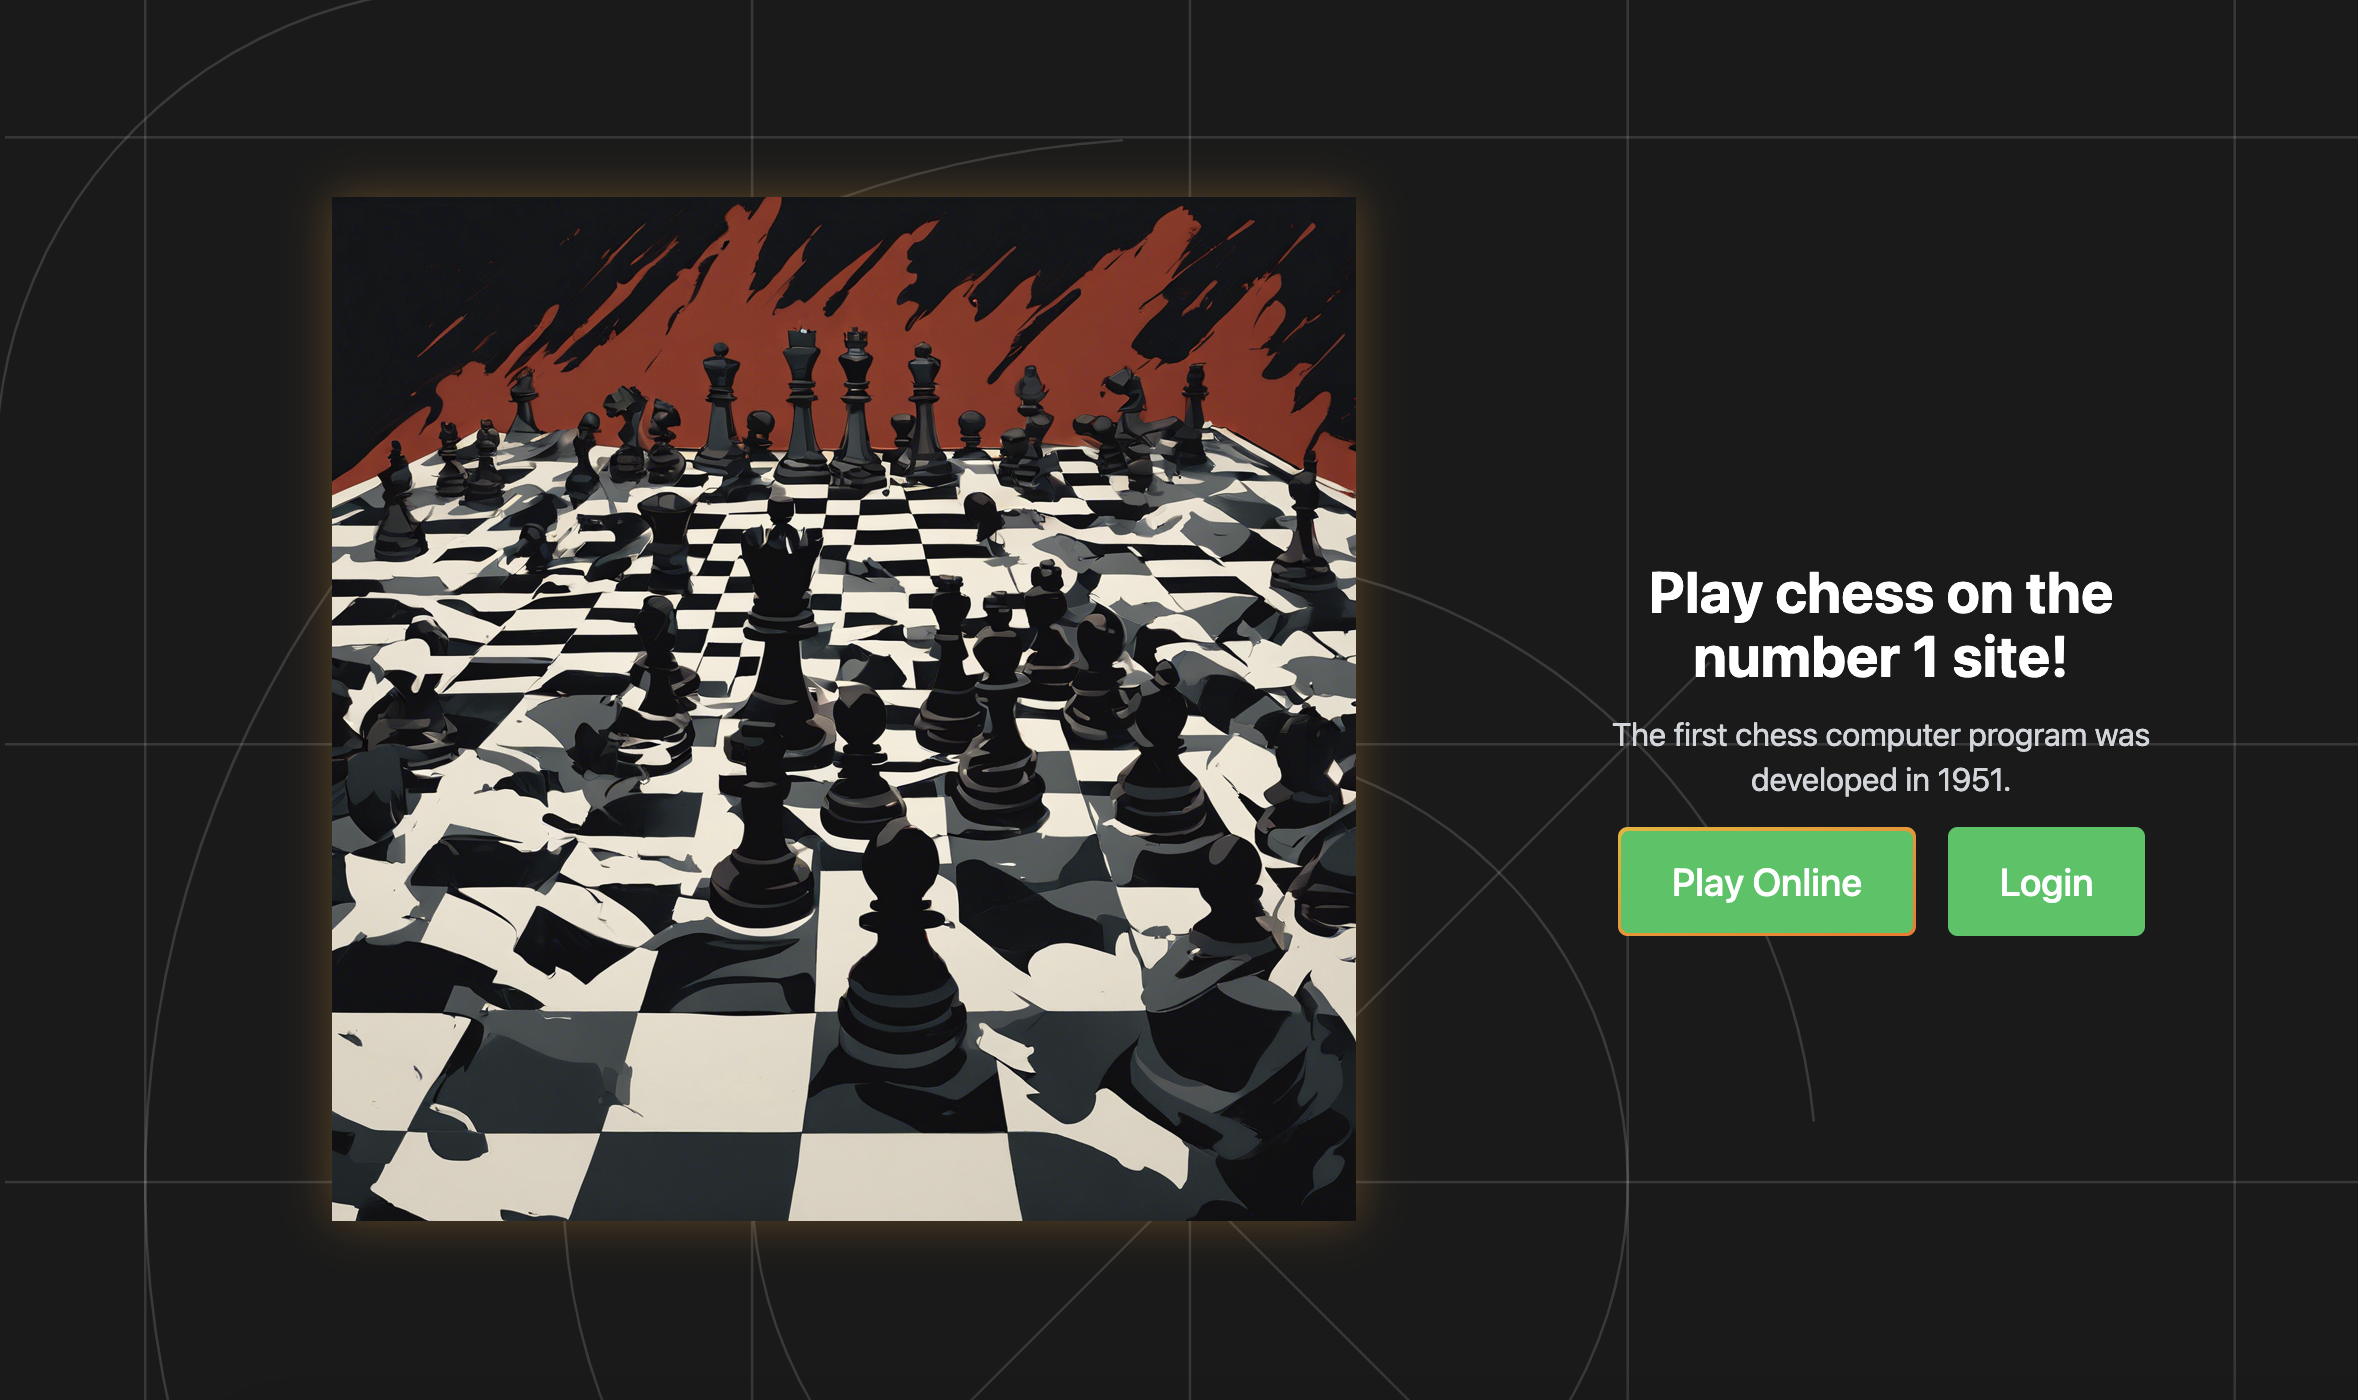 Play chess on the
number 1 site!
The first chess computer program was
developed in 1951.
Play Online
Login